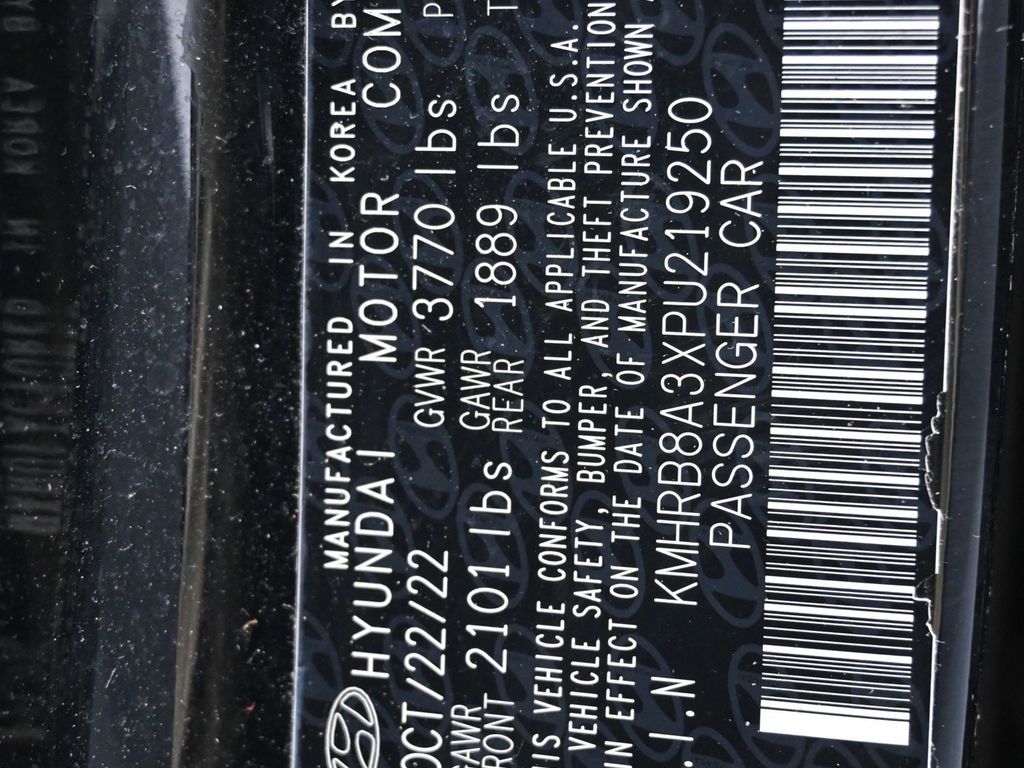 MANUFACTURED IN KOREA BY
HYUNDAI MOTOR COM
OCT/22/22 GVWR 3770 lbs
GAWR FRONT 2101 lbs GAWR REAR 1889 lbs
IS VEHICLE CONFORMS TO ALL APPLICABLE U.S.A.
VEHICLE SAFETY, BUMPER, AND THEFT PREVENTION
IN EFFECT ON THE DATE OF MANUFACTURE SHOWN
.I.N KMHRB8A3XPU219250
PASSENGER CAR